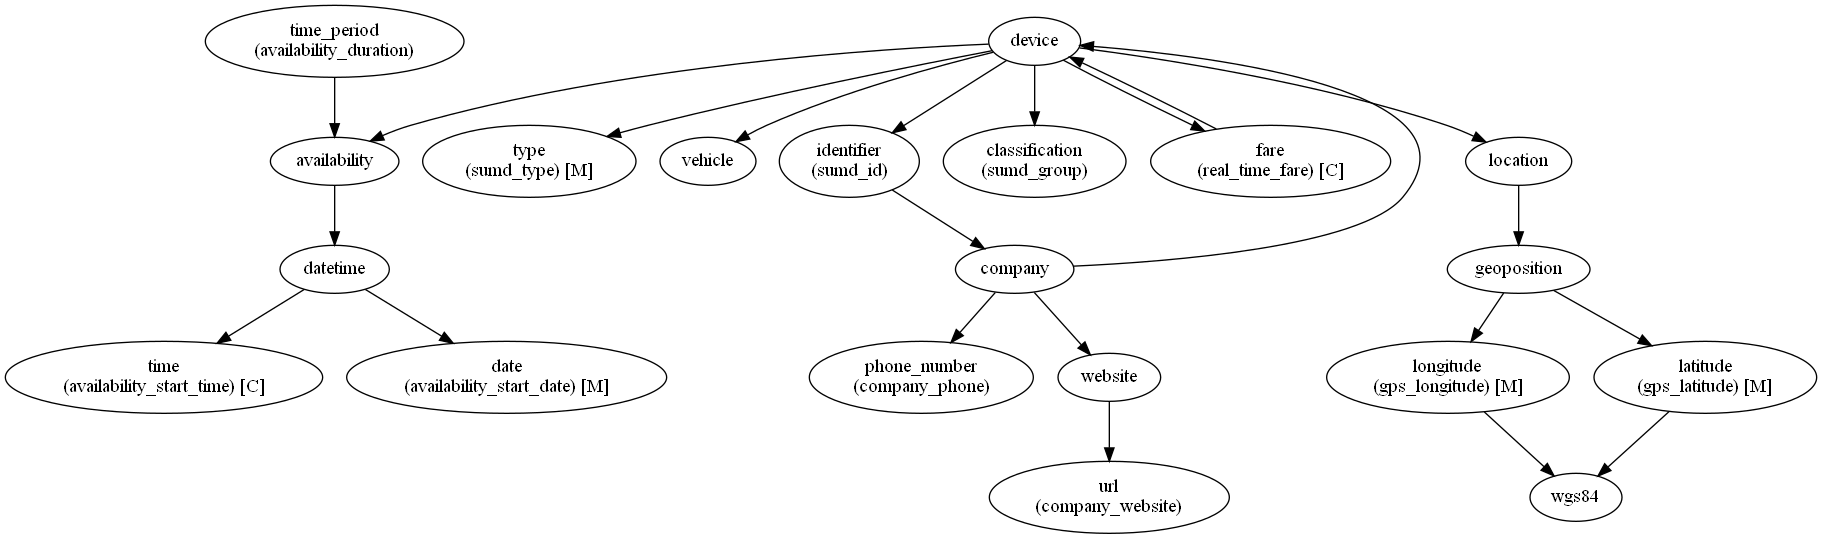 time_period
(availability_duration)
device
availability
type
(sumd_type) [M]
vehicle
identifier
(sumd_id)
classification
(sumd_group)
fare
(real_time_fare) [C]
location
datetime
company
geoposition
time
(availability_start_time) [C]
date
(availability_start_date) [M]
phone_number
(company_phone)
website
longitude
(gps_longitude) [M]
latitude
(gps_latitude) [M]
url
(company_website)
wgs84